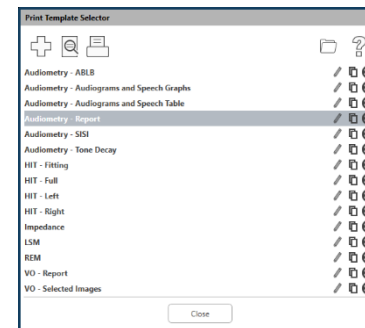 Print Template Selector
Audiometry - ABLB
Audiometry - Audiograms and Speech Graphs
Audiometry - Audiograms and Speech Table
Audiometry - Report
Audiometry - SISI
Audiometry - Tone Decay
HIT - Fitting
HIT - Full
HIT - Left
HIT - Right
Impedance
LSM
REM
VO - Report
VO - Selected Images
Close